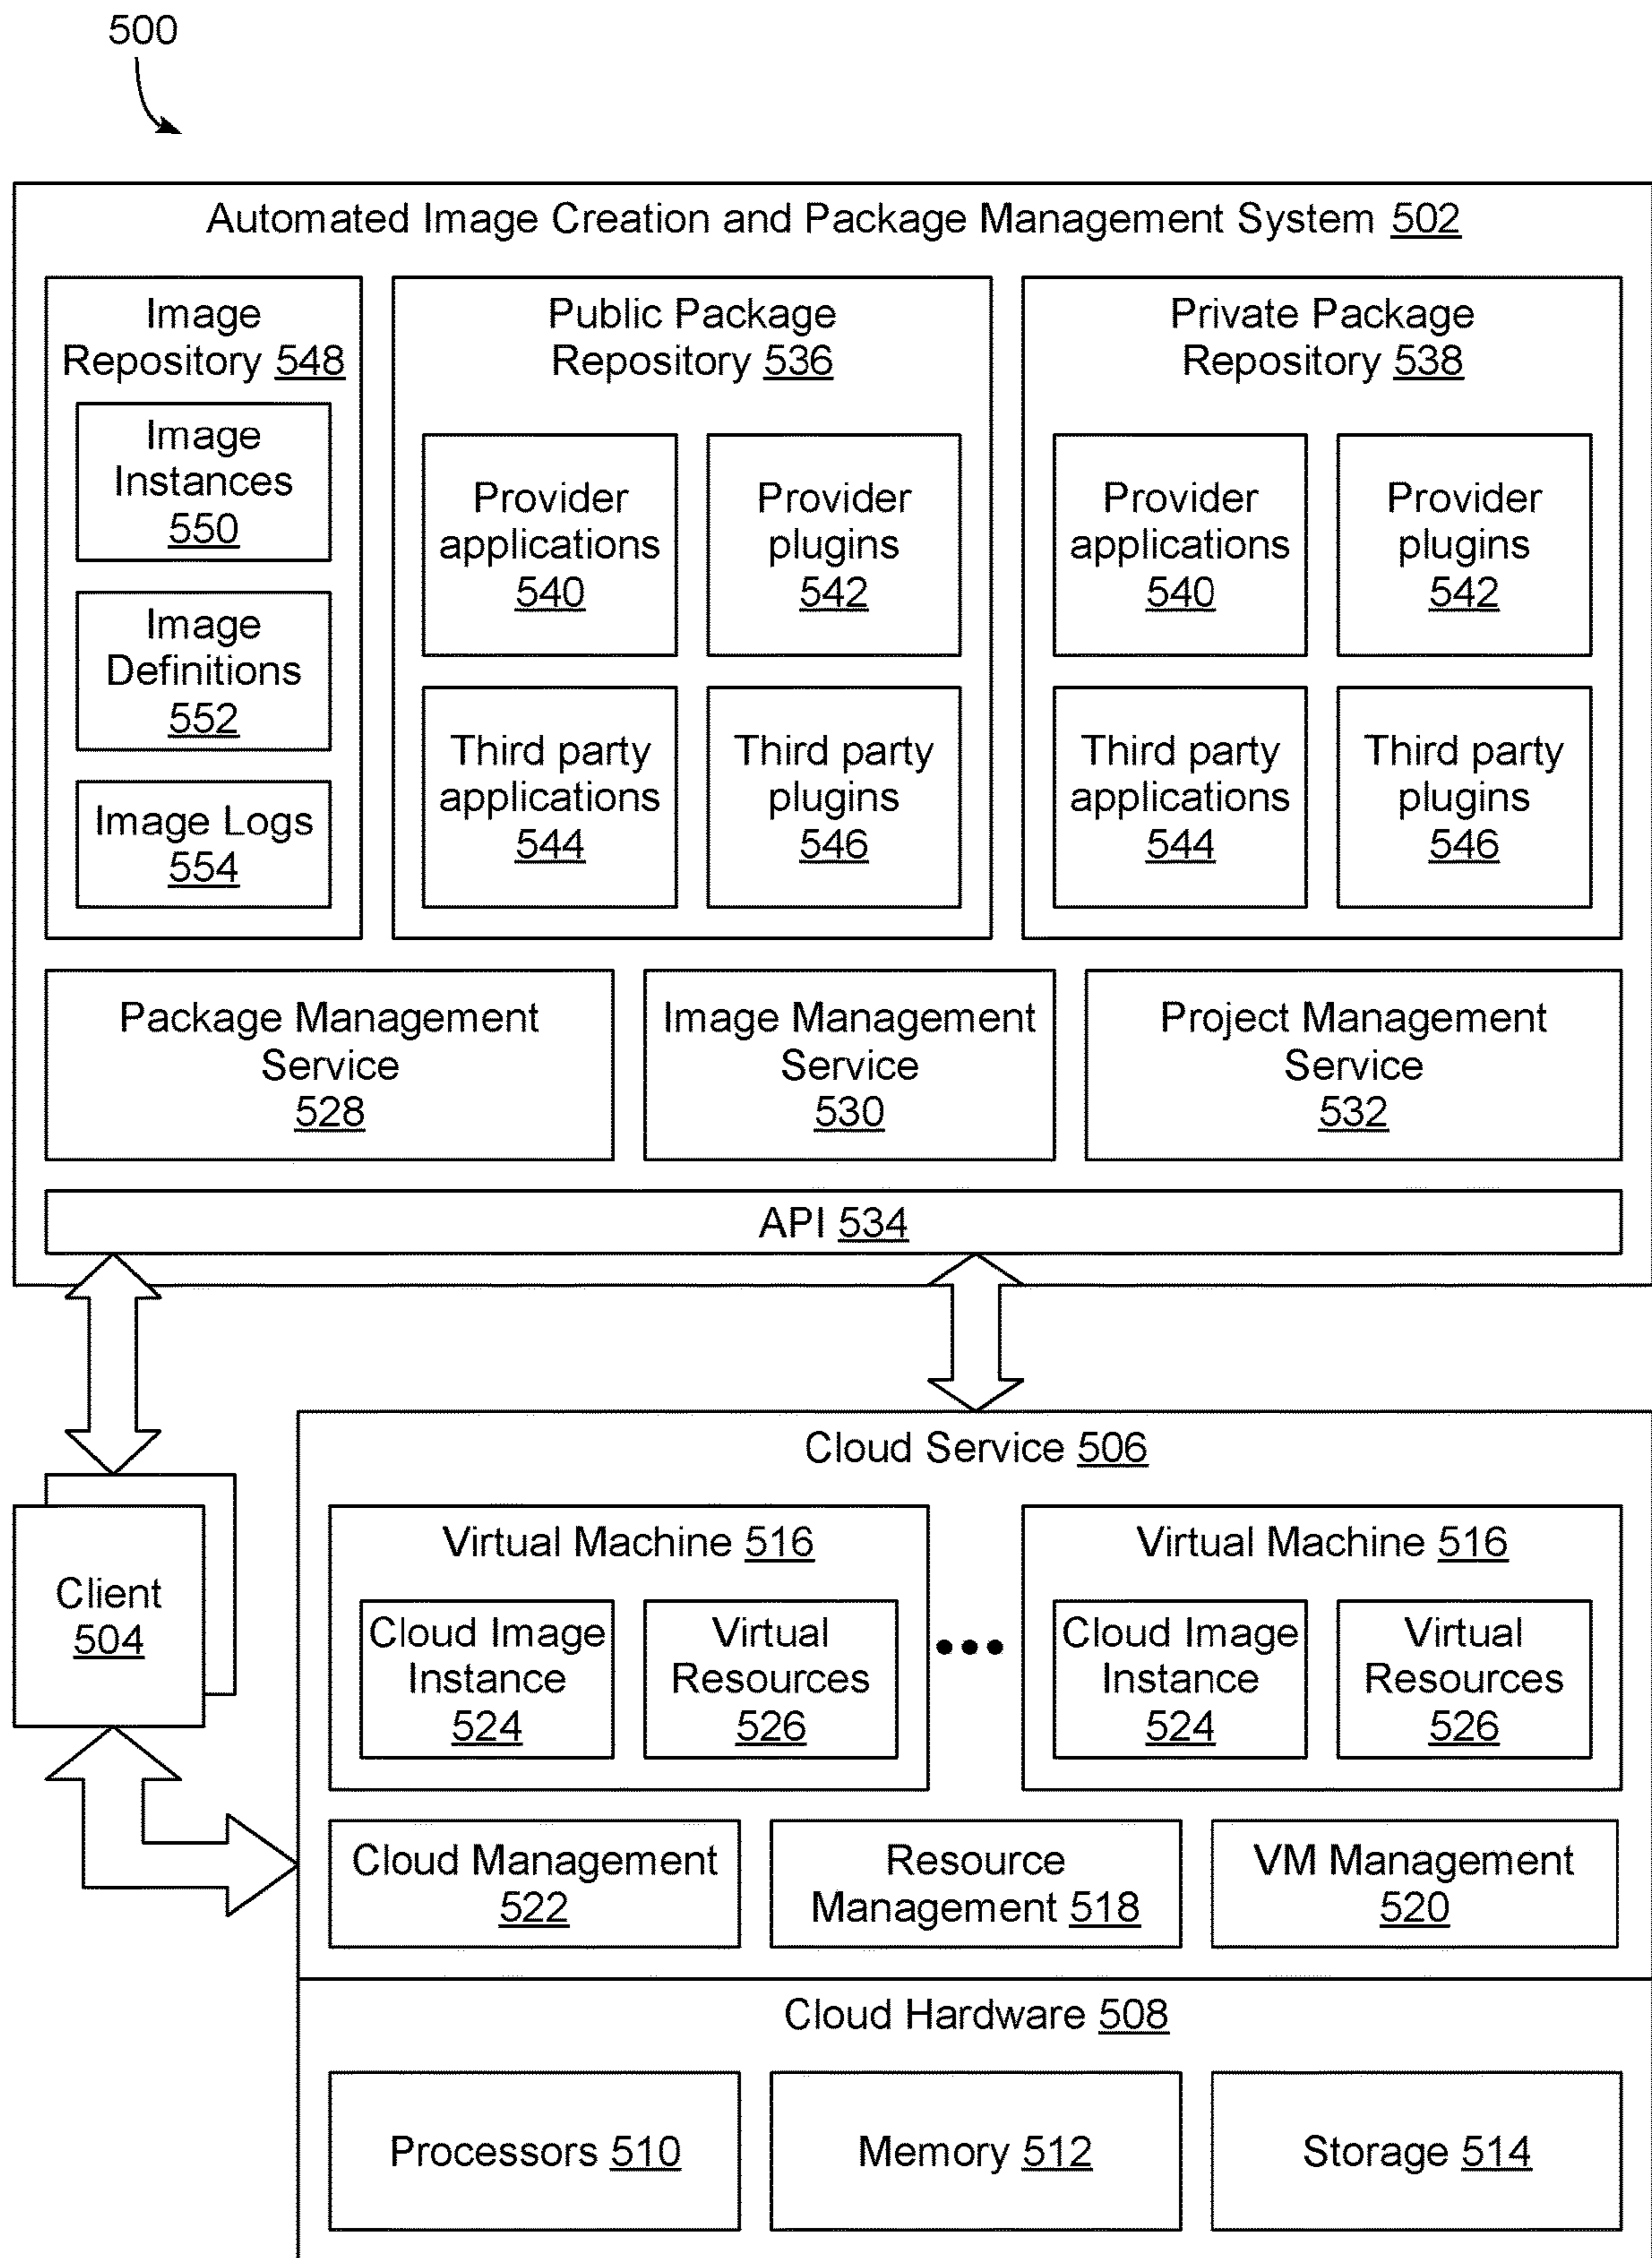 500
Automated Image Creation and Package Management System 502
Image
Repository 548
Image
Instances
550
Image
Definitions
552
Image Logs
554
Public Package
Repository 536
Provider
applications
540
Provider
plugins
542
Third party
applications
544
Third party
plugins
546
Private Package
Repository 538
Provider
applications
540
Provider
plugins
542
Third party
applications
544
Third party
plugins
546
Package Management
Service
528
Image Management
Service
530
Project Management
Service
532
API 534
Client
504
Cloud Service 506
Virtual Machine 516
Cloud Image
Instance
524
Virtual
Resources
526
Virtual Machine 516
Cloud Image
Instance
524
Virtual
Resources
526
Cloud Management
522
Resource
Management 518
VM Management
520
Cloud Hardware 508
Processors 510
Memory 512
Storage 514